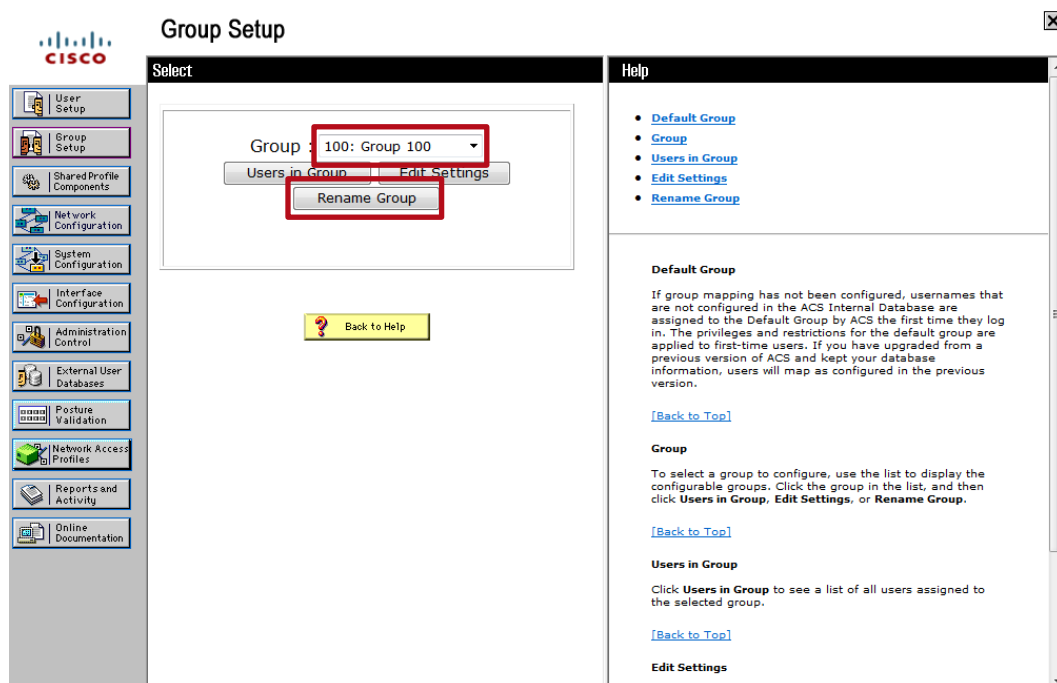 Group Setup
CISCO
User
Setup
Group
Setup
Shared Profile
Components
Network
Configuration
System
Configuration
Interface
Configuration
Administration
Control
External User
Databases
Posture
Validation
Network Access
Profiles
Reports and
Activity
Online
Documentation
Select
Group : 100: Group 100
Users in Group Edit Settings
Rename Group
? Back to Help
Help
• Default Group
• Group
• Users in Group
• Edit Settings
• Rename Group
Default Group
If group mapping has not been configured, usernames that
are not configured in the ACS Internal Database are
assigned to the Default Group by ACS the first time they log
in. The privileges and restrictions for the default group are
applied to first-time users. If you have upgraded from a
previous version of ACS and kept your database
information, users will map as configured in the previous
version.
[Back to Top]
Group
To select a group to configure, use the list to display the
configurable groups. Click the group in the list, and then
click Users in Group, Edit Settings, or Rename Group.
[Back to Top]
Users in Group
Click Users in Group to see a list of all users assigned to
the selected group.
[Back to Top]
Edit Settings